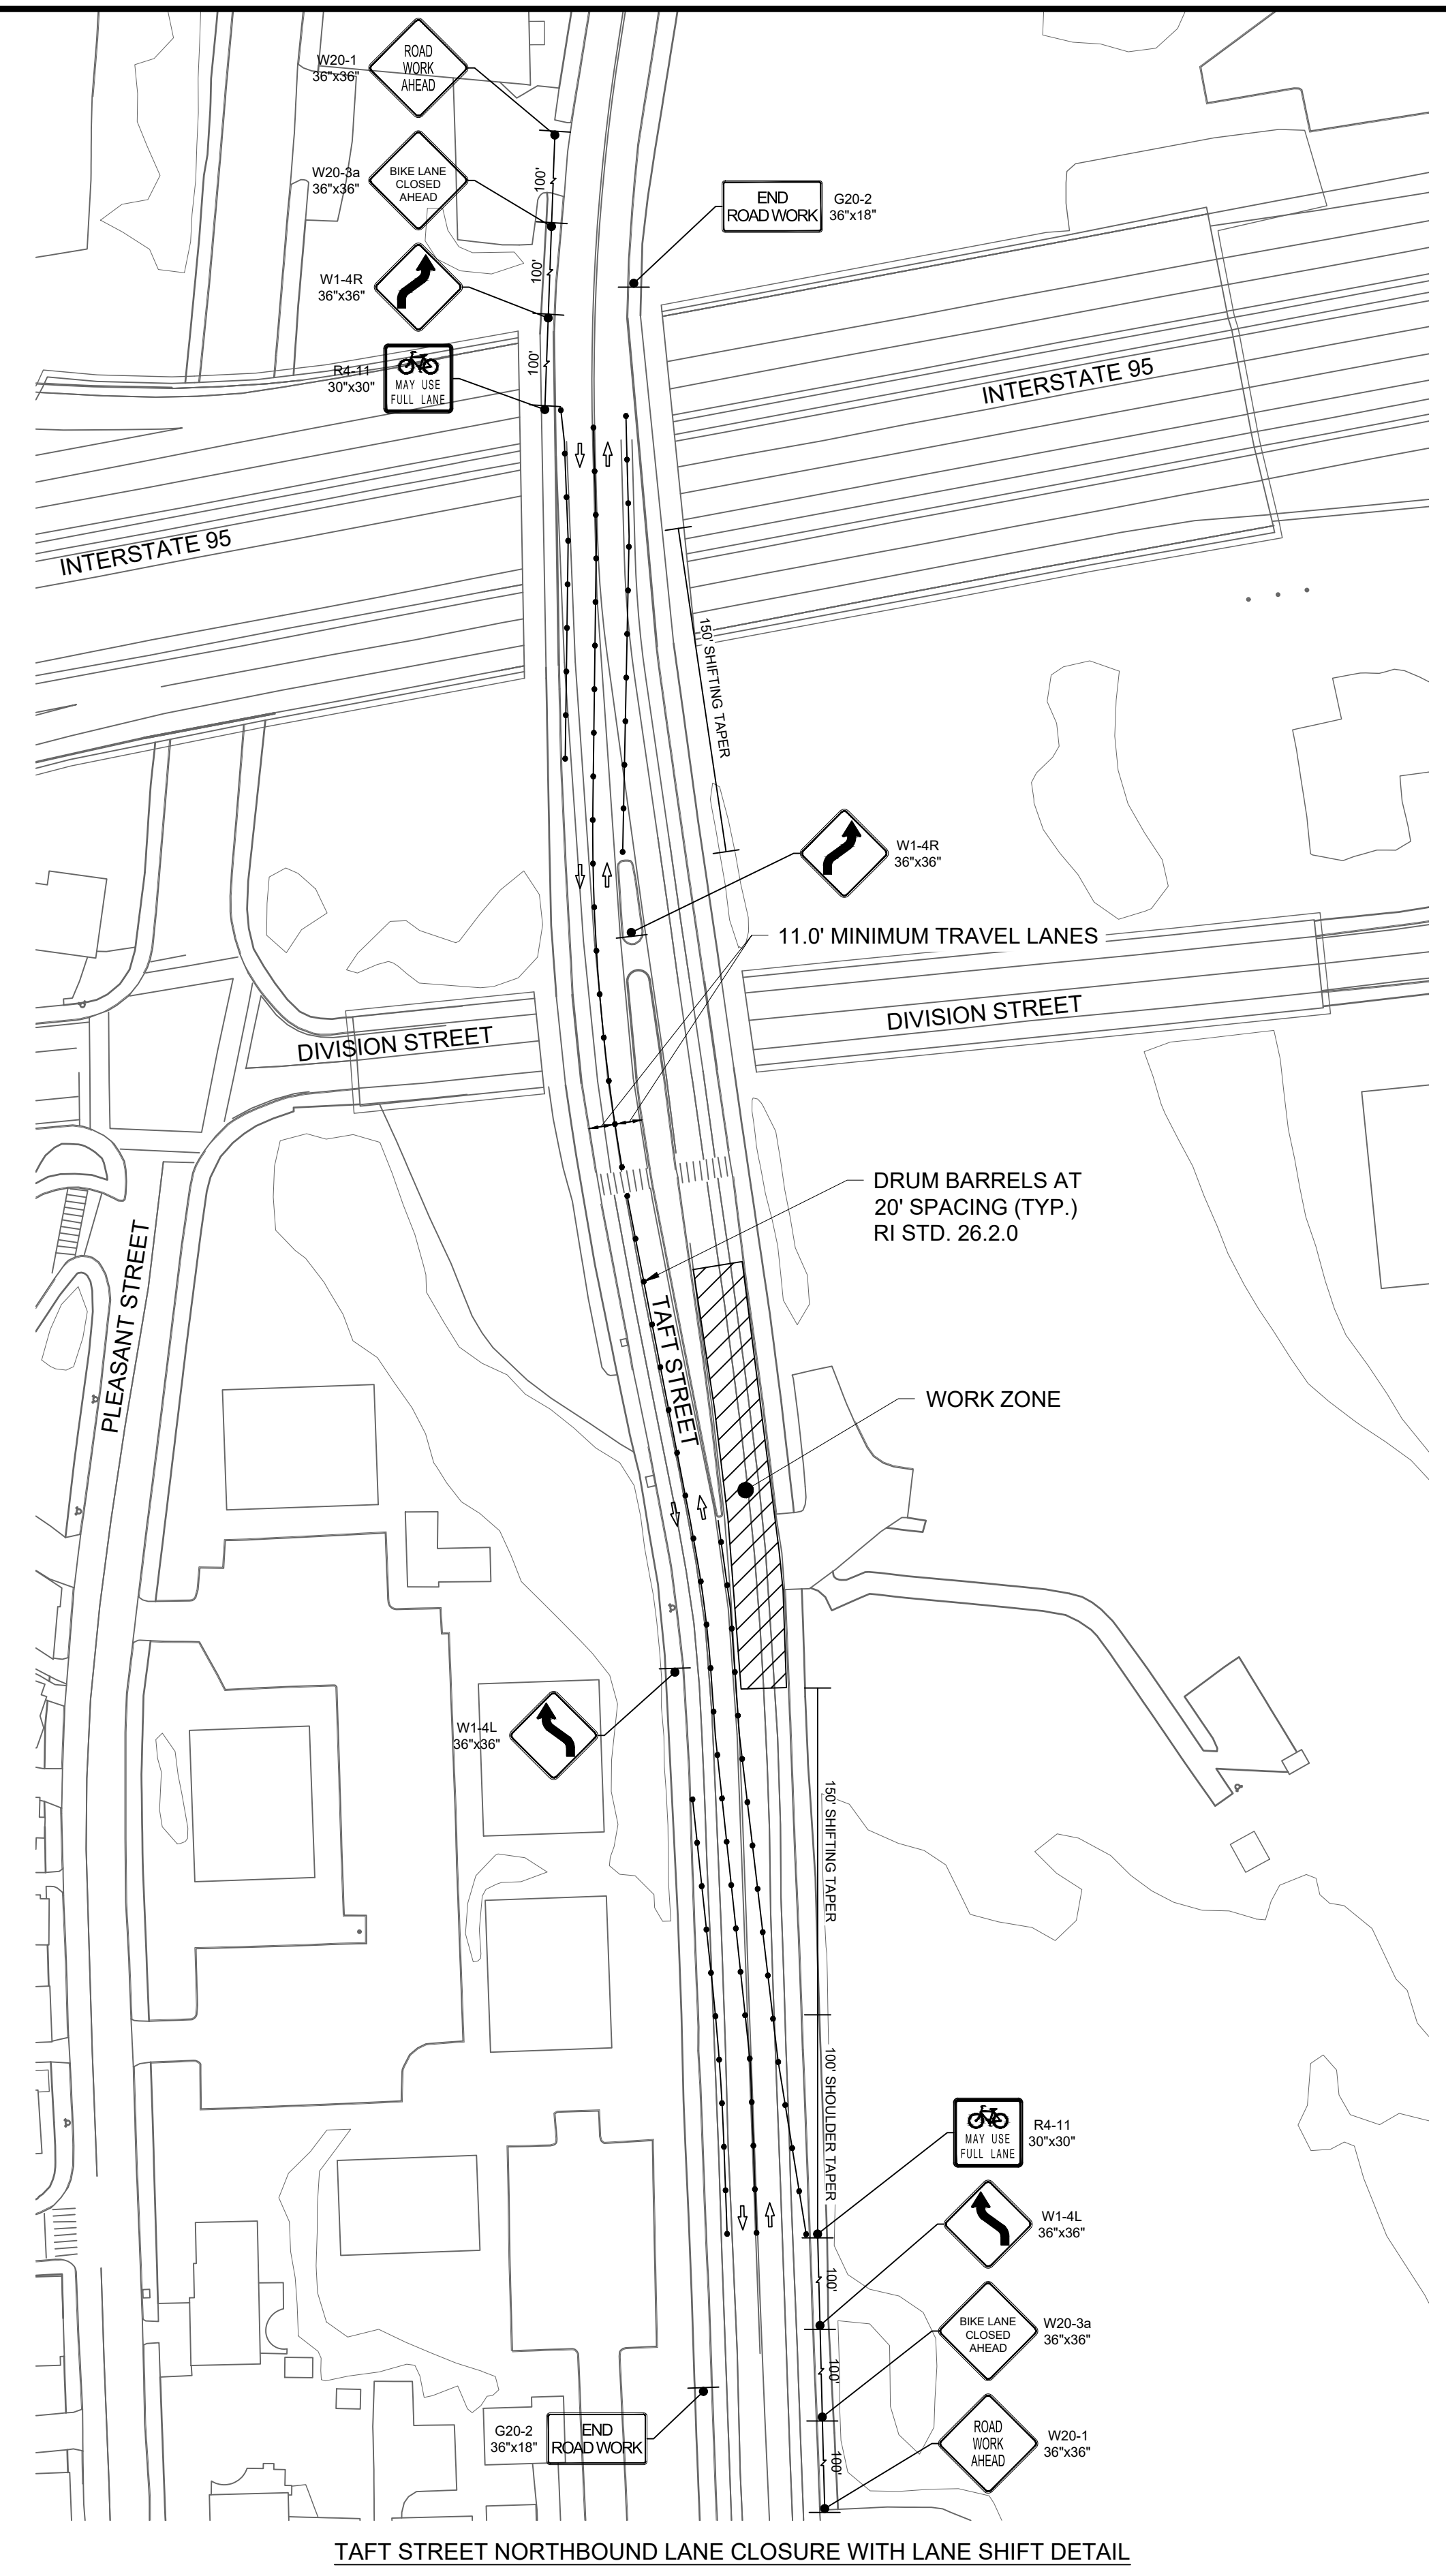 W20-1
36"x36"
ROAD
WORK
AHEAD
W20-3a
36"x36"
BIKE LANE
CLOSED
AHEAD
100'
END
ROAD WORK
G20-2
36"x18"
W1-4R
36"x36"
100'
R4-11
30"x30"
MAY USE
FULL LANE
100'
INTERSTATE 95
INTERSTATE 95
150' SHIFTING TAPER
W1-4R
36"x36"
11.0' MINIMUM TRAVEL LANES
DIVISION STREET
DIVISION STREET
DRUM BARRELS AT
20' SPACING (TYP.)
RI STD. 26.2.0
PLEASANT STREET
TAFT STREET
WORK ZONE
W1-4L
36"x36"
150' SHIFTING TAPER
100' SHOULDER TAPER
MAY USE
FULL LANE
R4-11
30"x30"
W1-4L
36"x36"
100'
BIKE LANE
CLOSED
AHEAD
W20-3a
36"x36"
100'
G20-2
36"x18"
END
ROAD WORK
ROAD
WORK
AHEAD
W20-1
36"x36"
100'
TAFT STREET NORTHBOUND LANE CLOSURE WITH LANE SHIFT DETAIL